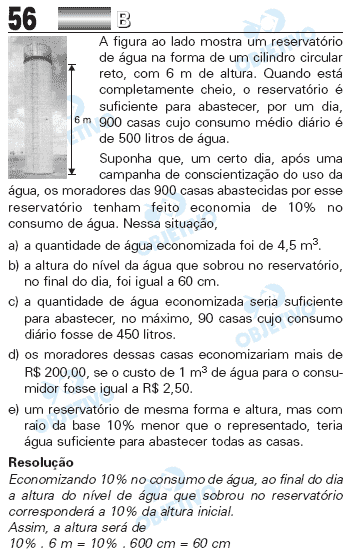 56 B
A figura ao lado mostra um reservatório
de água na forma de um cilindro circular
reto, com 6 m de altura. Quando está
completamente cheio, o reservatório é
suficiente para abastecer, por um dia,
900 casas cujo consumo médio diário é
de 500 litros de água.
6 m
Suponha que, um certo dia, após uma
campanha de conscientização do uso da
água, os moradores das 900 casas abastecidas por esse
reservatório tenham feito economia de 10% no
consumo de água. Nessa situação,
a) a quantidade de água economizada foi de 4,5 m³.
b) a altura do nível da água que sobrou no reservatório,
no final do dia, foi igual a 60 cm.
c) a quantidade de água economizada seria suficiente
para abastecer, no máximo, 90 casas cujo consumo
diário fosse de 450 litros.
d) os moradores dessas casas economizariam mais de
R$ 200,00, se o custo de 1 m³ de água para o consu-
midor fosse igual a R$ 2,50.
e) um reservatório de mesma forma e altura, mas com
raio da base 10% menor que o representado, teria
água suficiente para abastecer todas as casas.
Resolução
Economizando 10% no consumo de água, ao final do dia
a altura do nível de água que sobrou no reservatório
corresponderá a 10% da altura inicial.
Assim, a altura será de
10% . 6 m = 10% . 600 cm = 60 cm
OBJETIVO
OBJETIVO
OBJETIVO
OBJETIVO
OBJETIVO